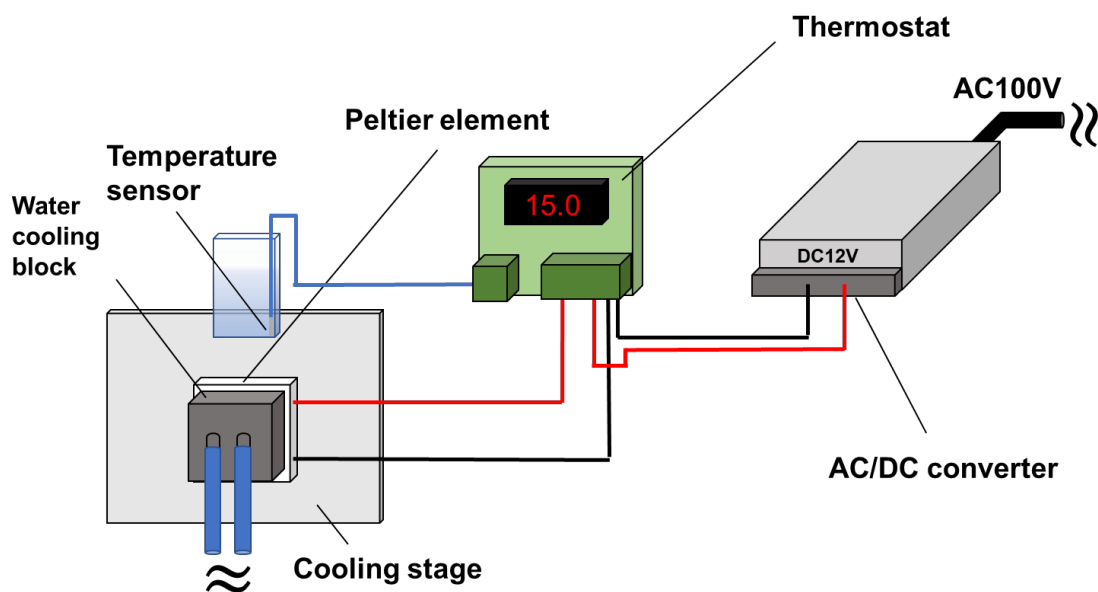 Thermostat
AC100V
Peltier element
Temperature
sensor
Water
cooling
block
15.0
DC12V
AC/DC converter
Cooling stage